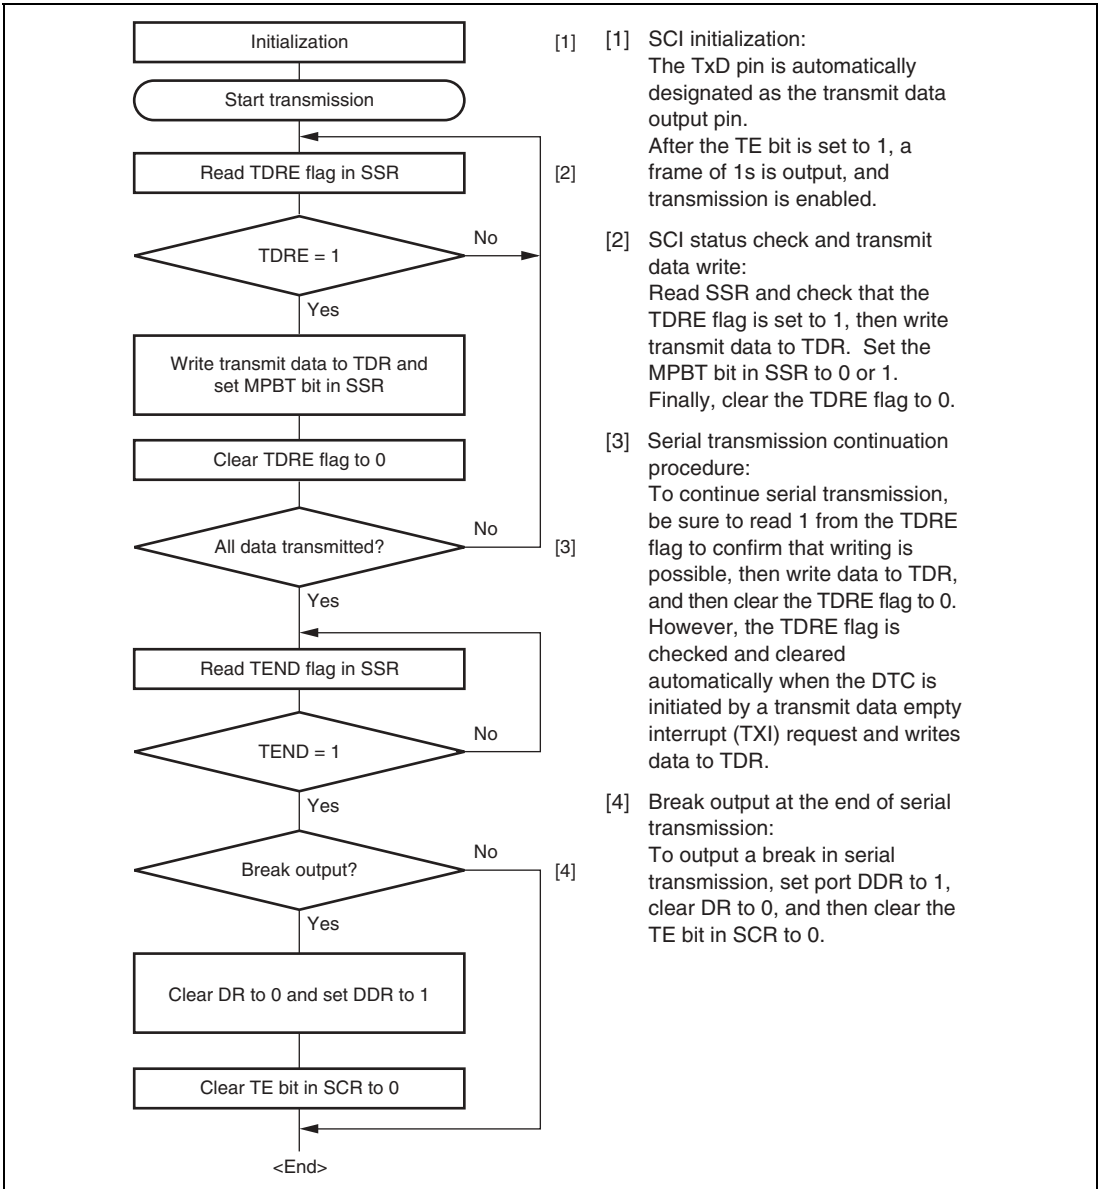 Initialization
[1]
Start transmission
Read TDRE flag in SSR
[2]
TDRE = 1
No
Yes
Write transmit data to TDR and
set MPBT bit in SSR
Clear TDRE flag to 0
All data transmitted?
No
[3]
Yes
Read TEND flag in SSR
TEND = 1
No
Yes
Break output?
No
[4]
Yes
Clear DR to 0 and set DDR to 1
Clear TE bit in SCR to 0
<End>
[1] SCI initialization:
The TxD pin is automatically
designated as the transmit data
output pin.
After the TE bit is set to 1, a
frame of 1s is output, and
transmission is enabled.
[2] SCI status check and transmit
data write:
Read SSR and check that the
TDRE flag is set to 1, then write
transmit data to TDR. Set the
MPBT bit in SSR to 0 or 1.
Finally, clear the TDRE flag to 0.
[3] Serial transmission continuation
procedure:
To continue serial transmission,
be sure to read 1 from the TDRE
flag to confirm that writing is
possible, then write data to TDR,
and then clear the TDRE flag to 0.
However, the TDRE flag is
checked and cleared
automatically when the DTC is
initiated by a transmit data empty
interrupt (TXI) request and writes
data to TDR.
[4] Break output at the end of serial
transmission:
To output a break in serial
transmission, set port DDR to 1,
clear DR to 0, and then clear the
TE bit in SCR to 0.